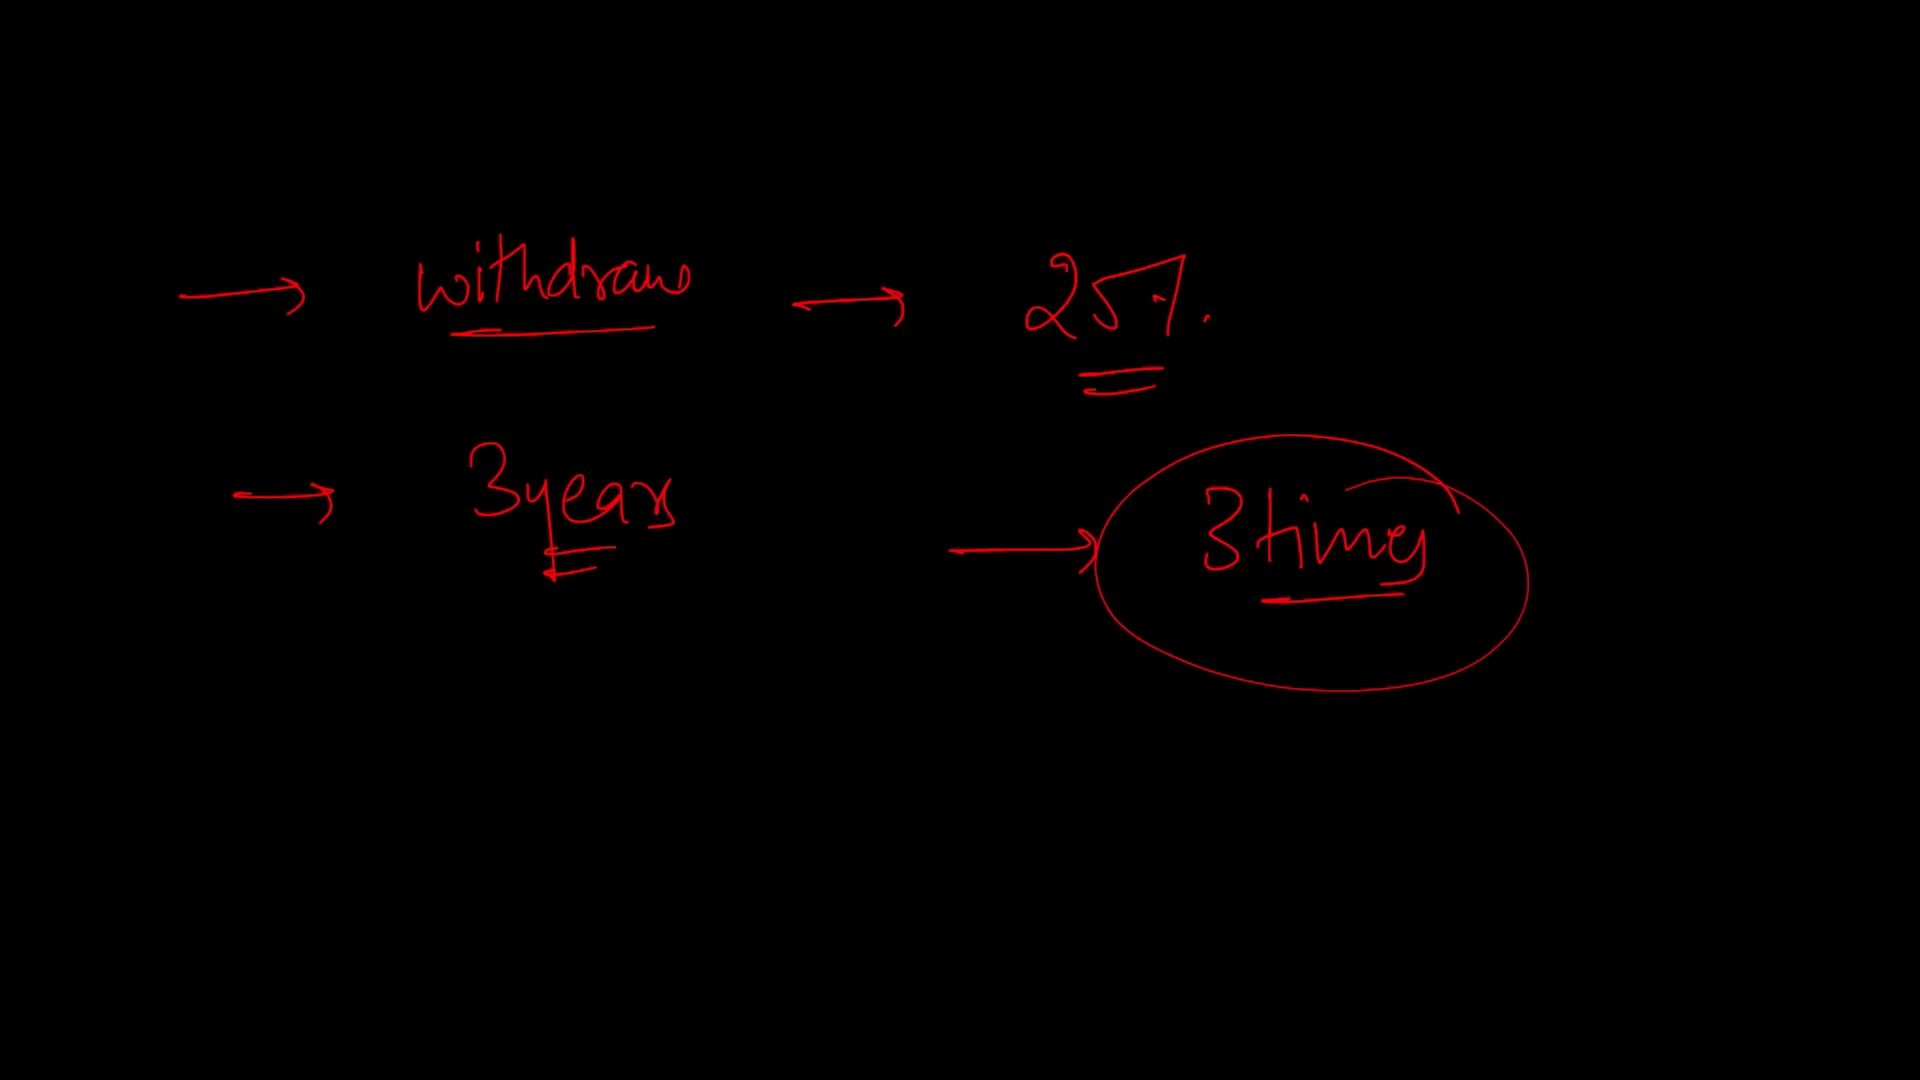 → withdraw → 25%
→ 3 years
→ 3 times